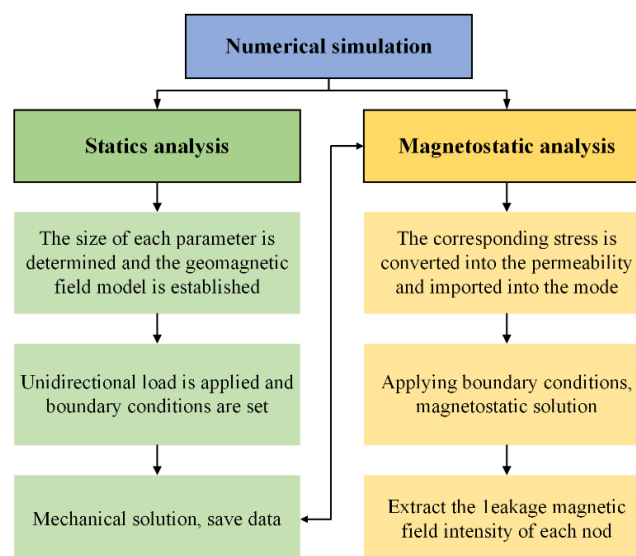 Numerical simulation
Statics analysis
The size of each parameter is
determined and the geomagnetic
field model is established
Unidirectional load is applied and
boundary conditions are set
Mechanical solution, save data
Magnetostatic analysis
The corresponding stress is
converted into the permeability
and imported into the mode
Applying boundary conditions,
magnetostatic solution
Extract the leakage magnetic
field intensity of each nod